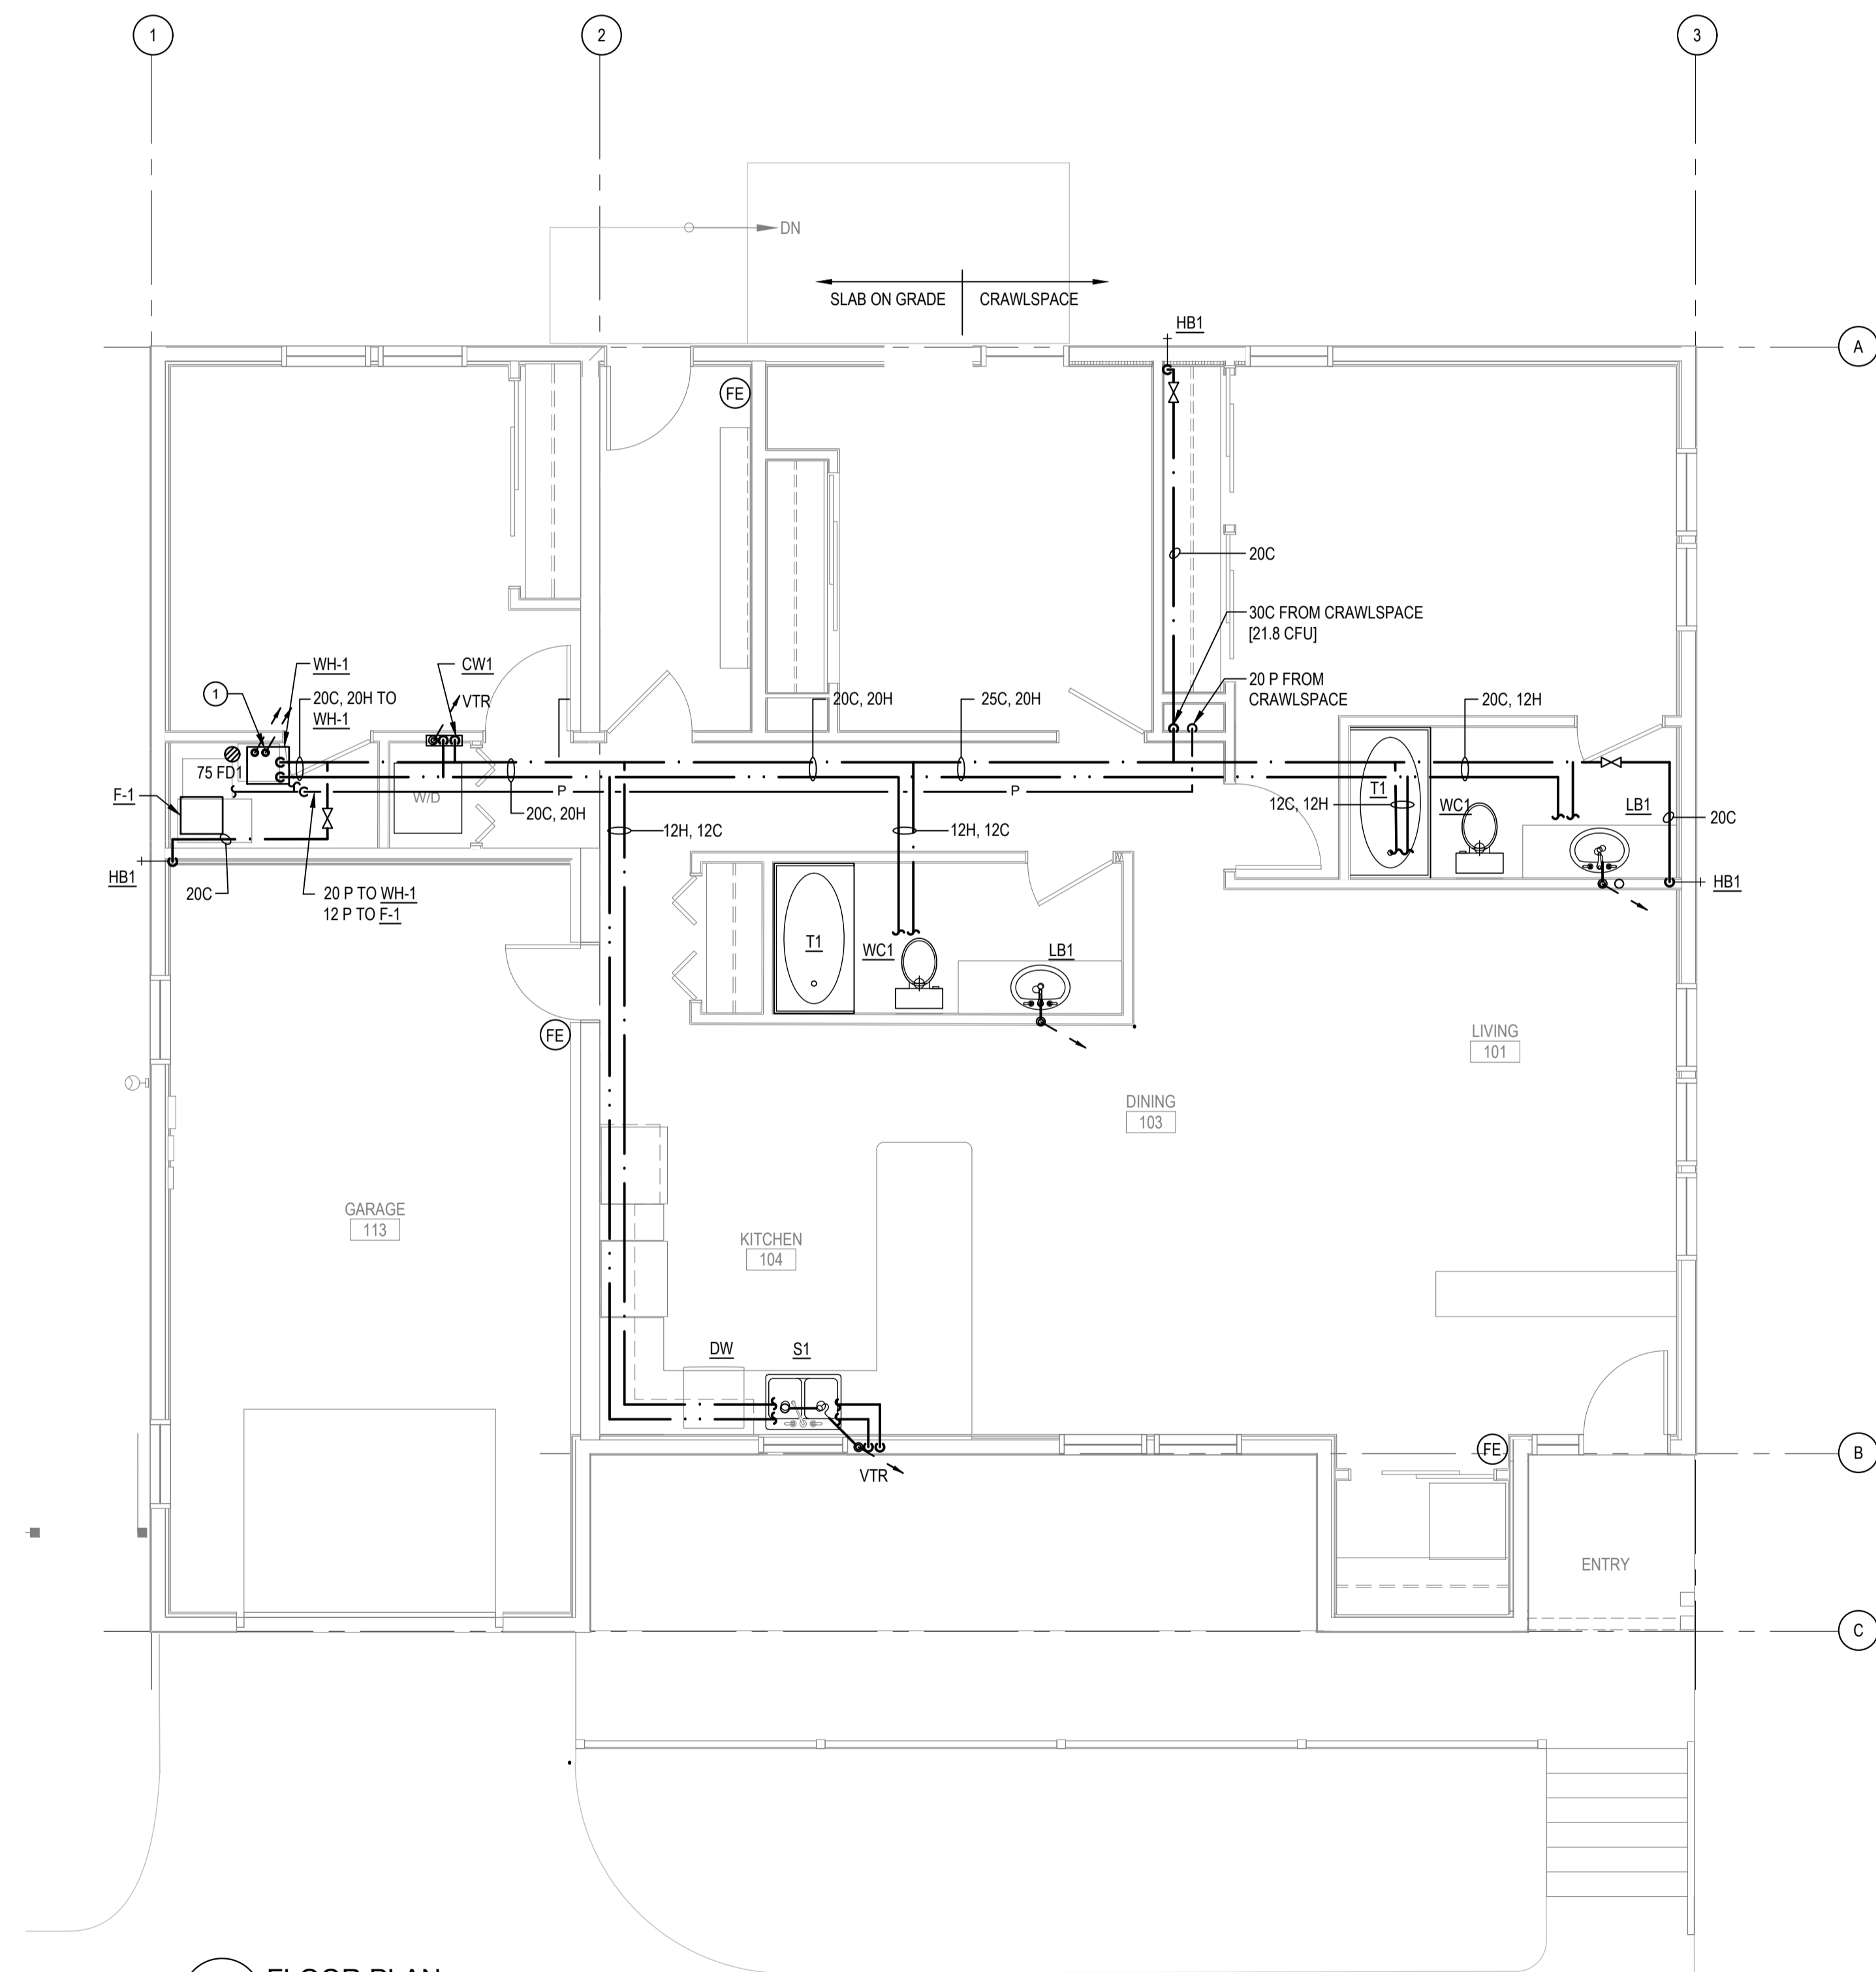 1
2
3
DN
SLAB ON GRADE
CRAWLSPACE
HB1
A
FE
20C
30C FROM CRAWLSPACE
[21.8 CFU]
20 P FROM
CRAWLSPACE
WH-1
CW1
1
20C, 20H TO
WH-1
VTR
20C, 20H
25C, 20H
20C, 12H
75 FD1
F-1
W/D
P
P
20C, 20H
12H, 12C
12H, 12C
12C, 12H
T1
WC1
LB1
20C
HB1
20C
20 P TO WH-1
12 P TO F-1
HB1
T1
WC1
LB1
FE
LIVING
101
DINING
103
GARAGE
113
KITCHEN
104
DW
S1
VTR
FE
B
ENTRY
C